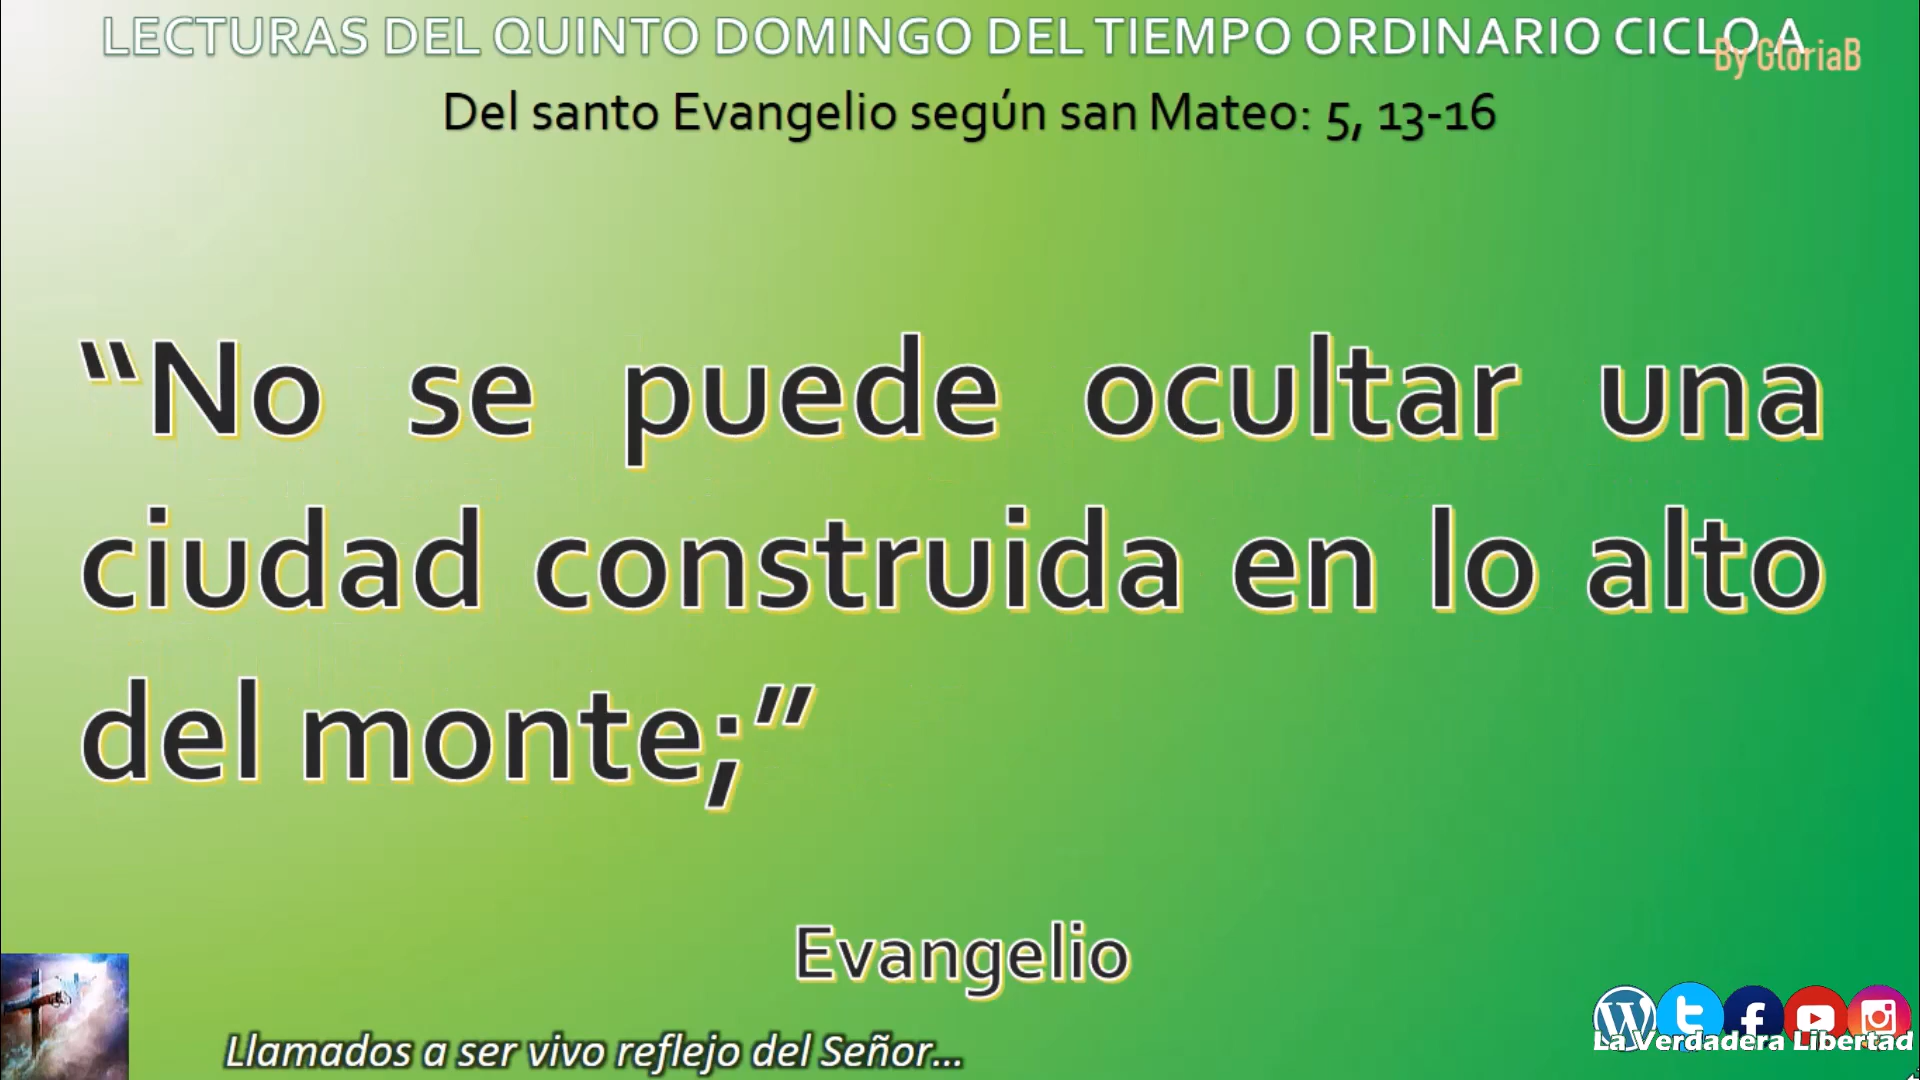 LECTURAS DEL QUINTO DOMINGO DEL TIEMPO ORDINARIO CICLO A
By GloriaB
Del santo Evangelio según san Mateo: 5, 13-16
“No se puede ocultar una
ciudad construida en lo alto
del monte;”
Evangelio
Llamados a ser vivo reflejo del Señor...
La Verdadera Libertad